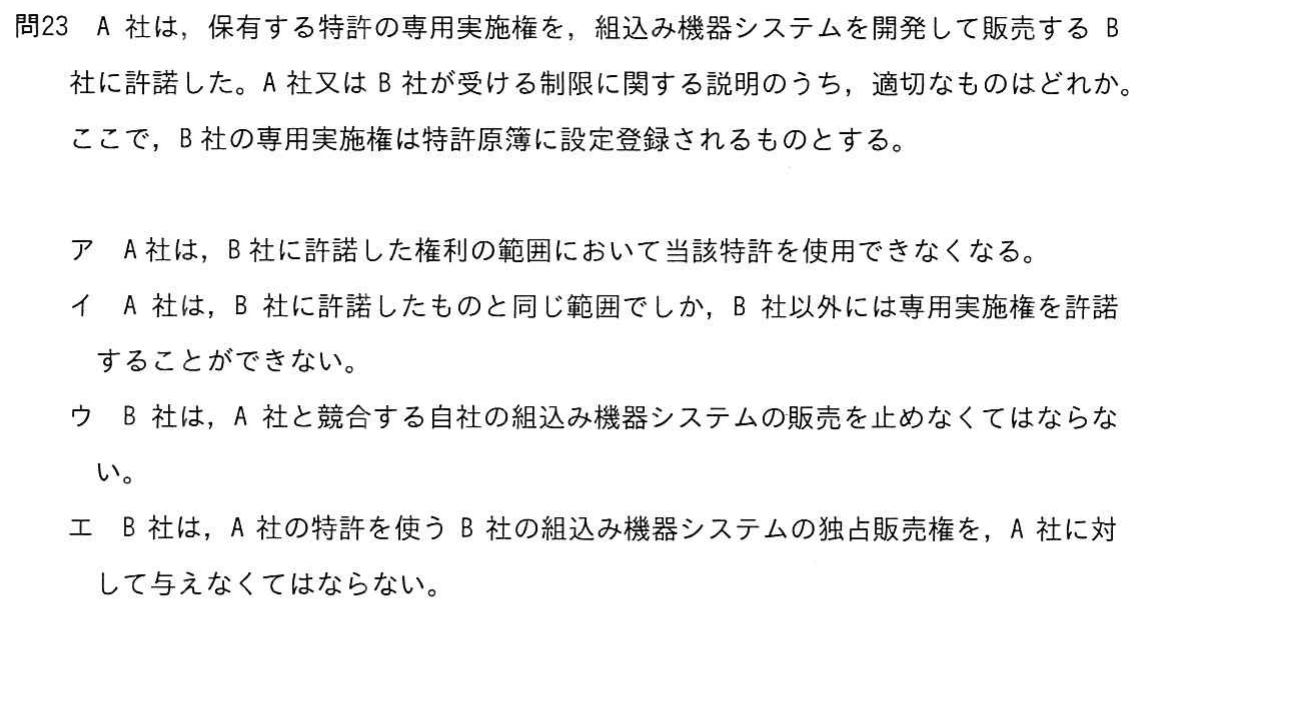 問23 A 社は，保有する特許の専用実施権を，組込み機器システムを開発して販売する B
社に許諾した。A 社又は B 社が受ける制限に関する説明のうち，適切なものはどれか。
ここで，B 社の専用実施権は特許原簿に設定登録されるものとする。
ア A 社は，B 社に許諾した権利の範囲において当該特許を使用できなくなる。
イ A 社は，B 社に許諾したものと同じ範囲でしか，B 社以外には専用実施権を許諾
することができない。
ウ B 社は，A 社と競合する自社の組込み機器システムの販売を止めなくてはならな
い。
エ B 社は，A 社の特許を使う B 社の組込み機器システムの独占販売権を，A 社に対
して与えなくてはならない。